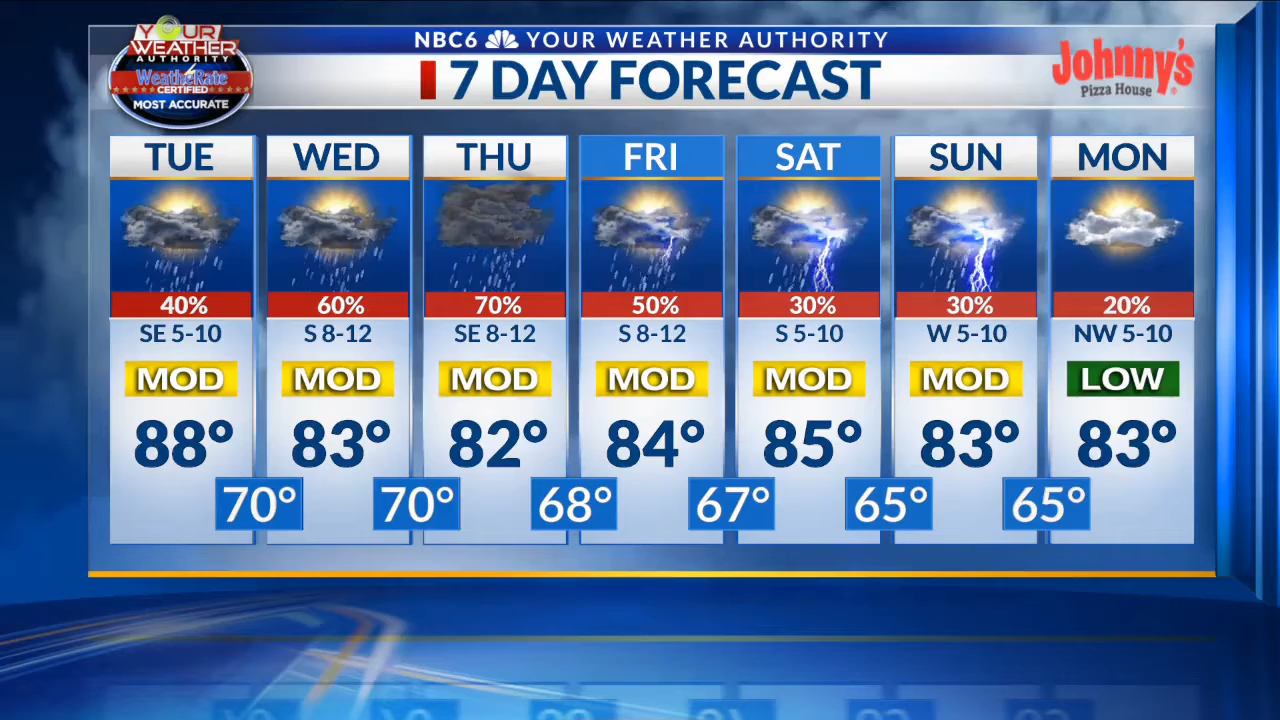 YOUR
WEATHER
AUTHORITY
WeatheRate
CERTIFIED
MOST ACCURATE
NBC6 YOUR WEATHER AUTHORITY
7 DAY FORECAST
Johnny's
Pizza House
TUE WED THU FRI SAT SUN MON
40% 60% 70% 50% 30% 30% 20%
SE 5-10 S 8-12 SE 8-12 S 8-12 S 5-10 W 5-10 NW 5-10
MOD MOD MOD MOD MOD MOD LOW
88° 83° 82° 84° 85° 83° 83°
70° 70° 68° 67° 65° 65°